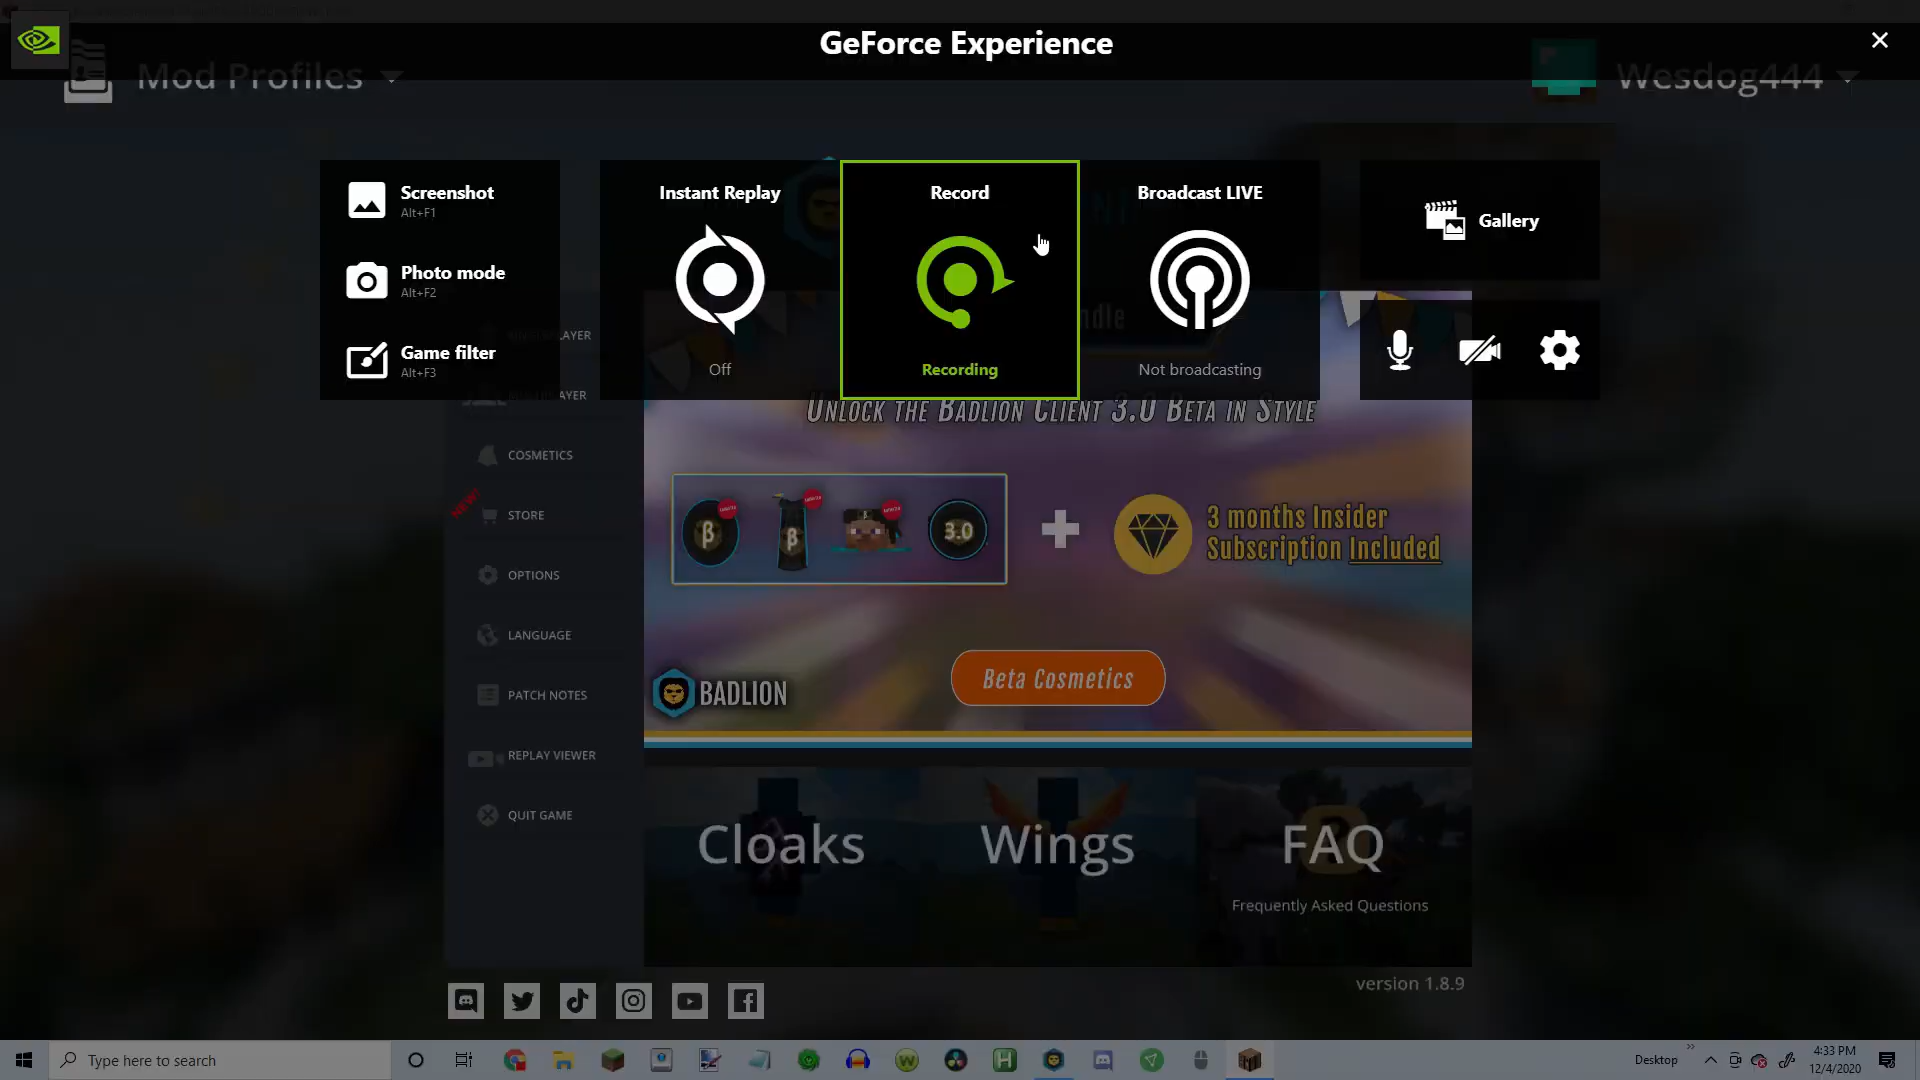 GeForce Experience
Mod Profiles
Wesdog444
Screenshot
Alt+F1
Photo mode
Alt+F2
Game filter
Alt+F3
Instant Replay
Off
Record
Recording
Broadcast LIVE
Not broadcasting
Gallery
COSMETICS
NEW!
STORE
OPTIONS
LANGUAGE
PATCH NOTES
REPLAY VIEWER
QUIT GAME
UNLOCK THE BADLION CLIENT 3.0 BETA IN STYLE
β
β
3.0
3 months Insider
Subscription Included
BADLION
Beta Cosmetics
Cloaks
Wings
FAQ
Frequently Asked Questions
version 1.8.9
Type here to search
Desktop
4:33 PM
12/4/2020